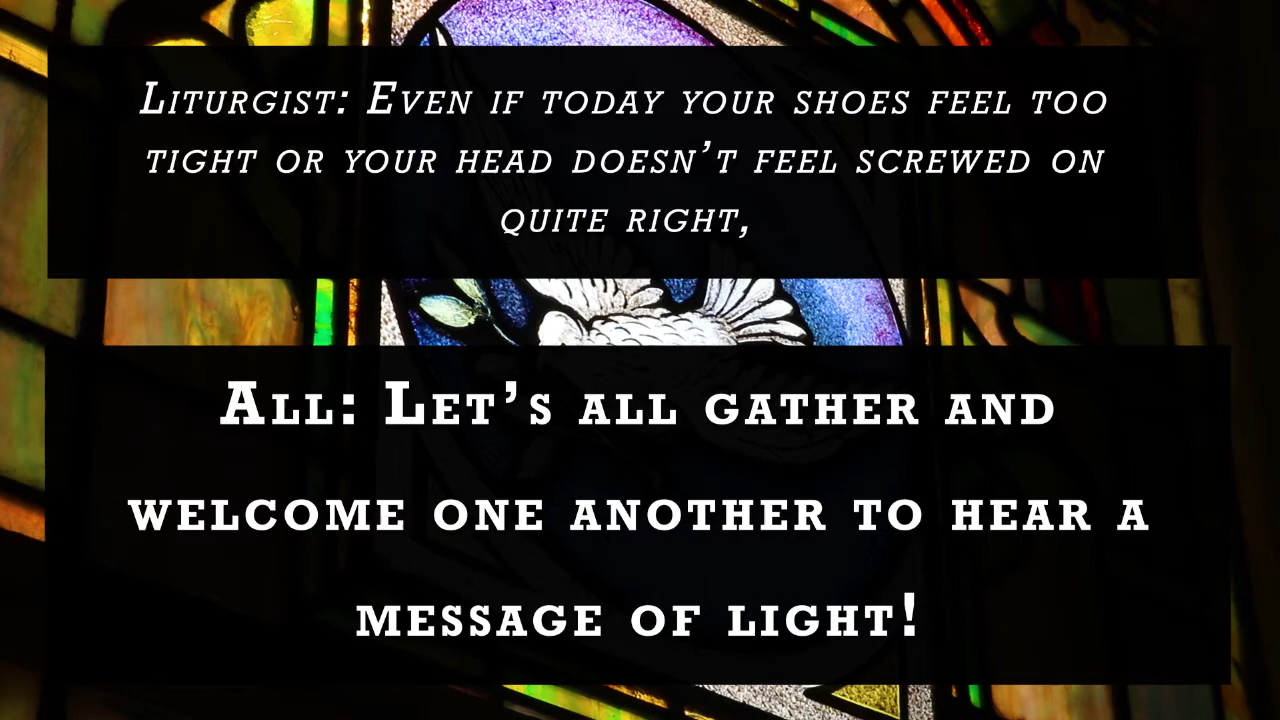 Liturgist: Even if today your shoes feel too
tight or your head doesn’t feel screwed on
quite right,
All: Let’s all gather and
welcome one another to hear a
message of light!